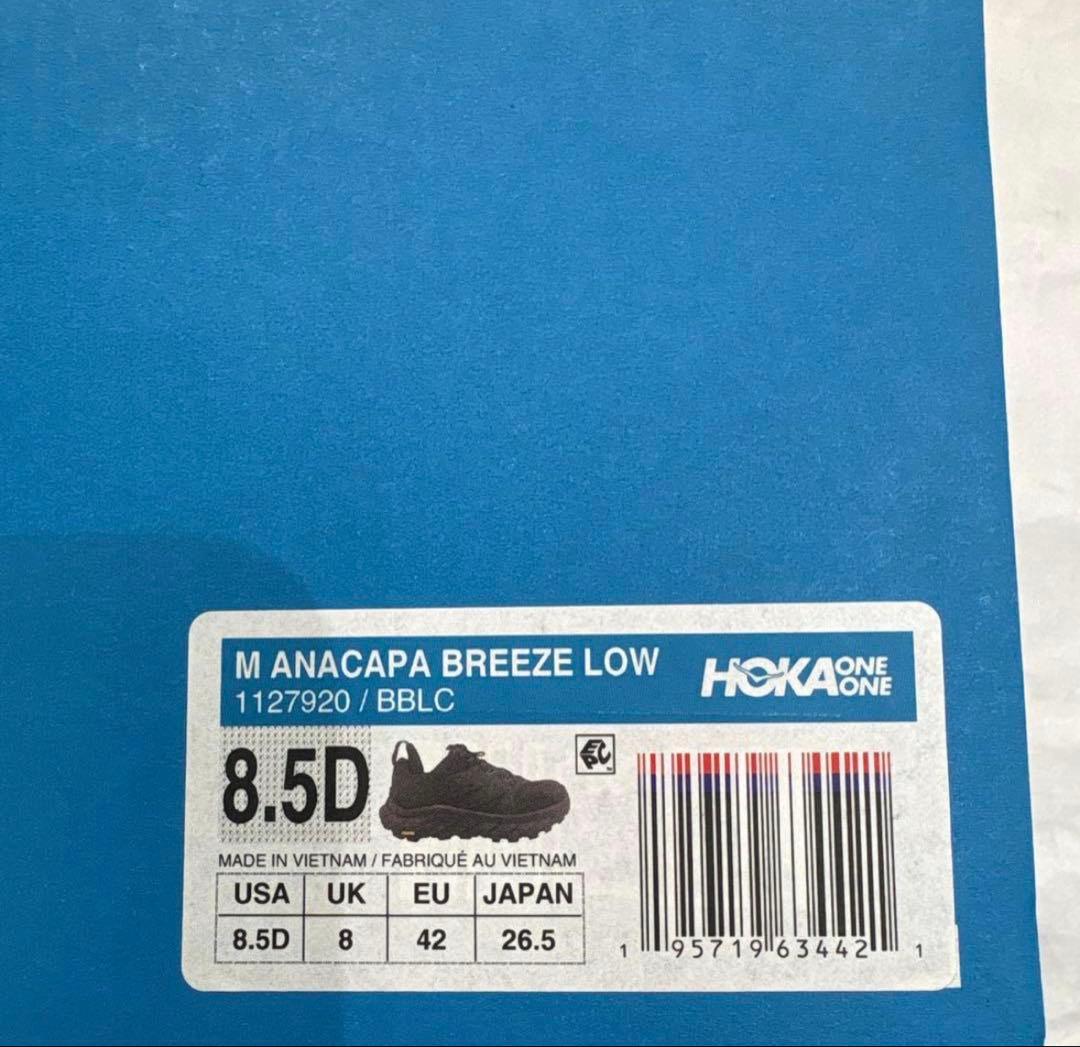 M ANACAPA BREEZE LOW
1127920 / BBLC
HOKA ONE ONE
8.5D
EPC
MADE IN VIETNAM / FABRIQUÉ AU VIETNAM
USA UK EU JAPAN
8.5D 8 42 26.5
1 95719 63442 1